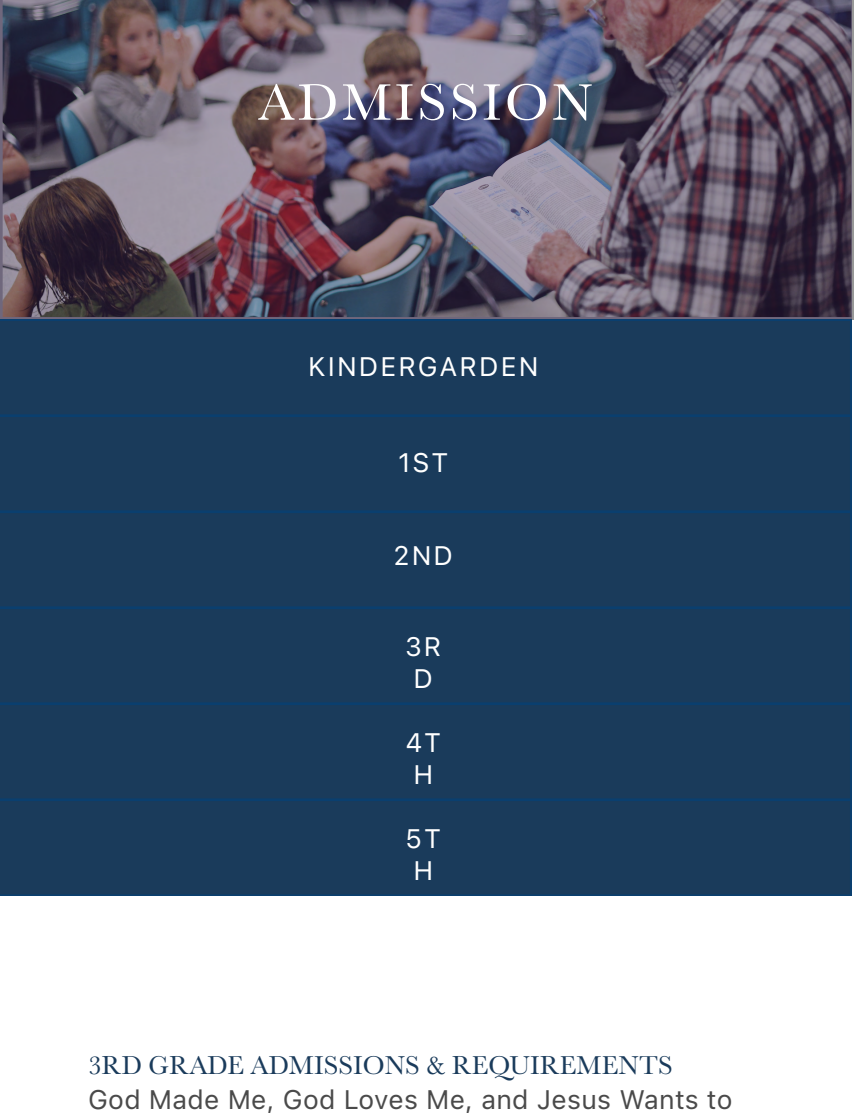 ADMISSION
KINDERGARDEN
1ST
2ND
3R
D
4T
H
5T
H
3RD GRADE ADMISSIONS & REQUIREMENTS
God Made Me, God Loves Me, and Jesus Wants to